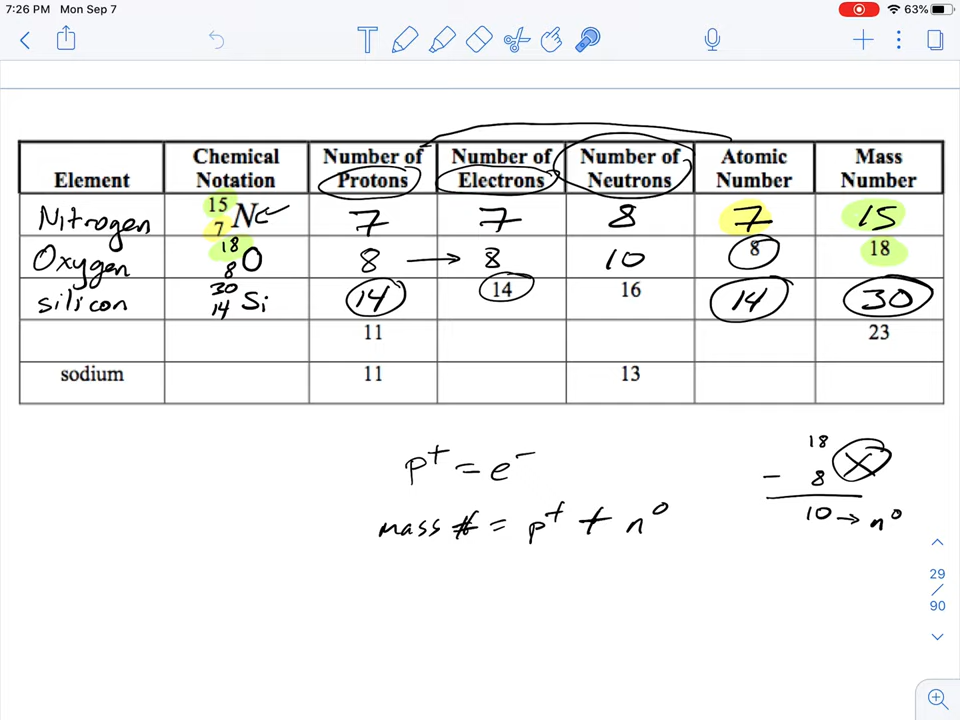 7:26 PM Mon Sep 7 63%
Element Chemical Notation Number of Protons Number of Electrons Number of Neutrons Atomic Number Mass Number
Nitrogen 15 7 N 7 7 8 7 15
Oxygen 18 8 O 8 → 8 10 8 18
silicon 30 14 Si 14 14 16 14 30
11 23
sodium 11 13
p+ = e-
mass # = p+ + n0
18
- 8
10 → n0
29
/
90